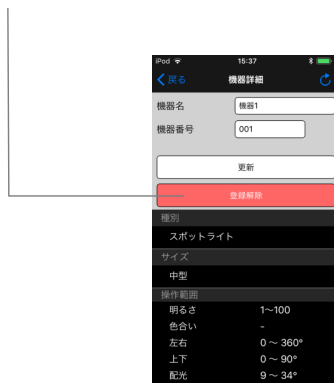 iPod 15:37
戻る 機器詳細
機器名 機器1
機器番号 001
更新
登録解除
種別
スポットライト
サイズ
中型
操作範囲
明るさ 1〜100
色合い -
左右 0 〜 360°
上下 0 〜 90°
配光 9 〜 34°